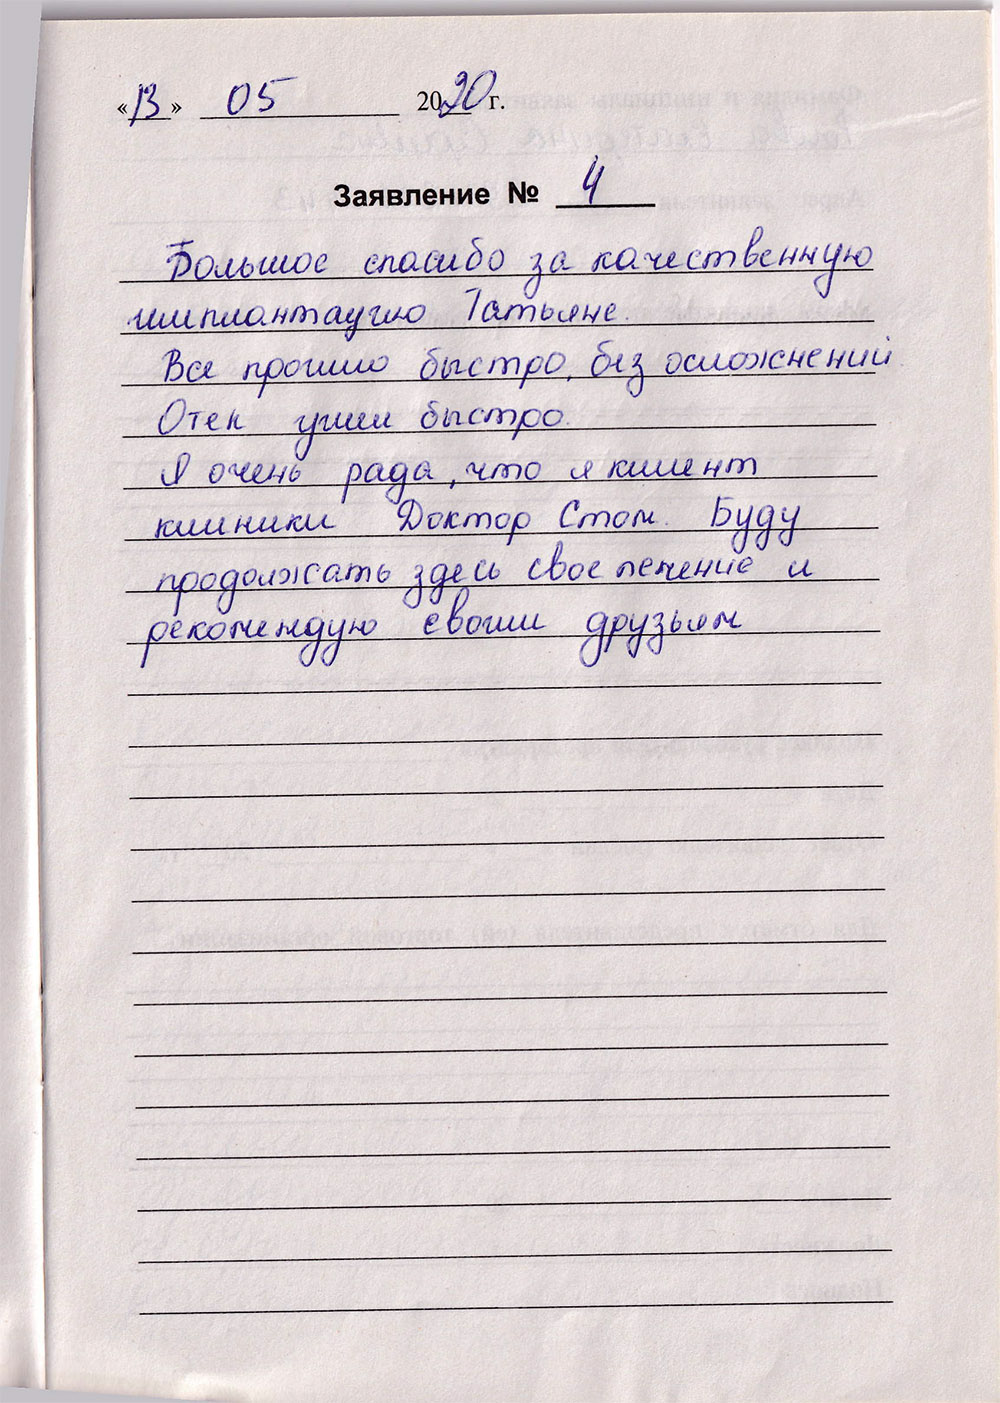 «13» 05 2020 г.
Заявление № 4
Большое спасибо за качественную
имплантацию Татьяне.
Все прошло быстро, без осложнений
Отек ушел быстро.
Я очень рада, что я клиент
клиники Доктор Стом. Буду
продолжать здесь свое лечение и
рекомендую своим друзьям